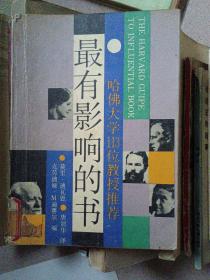 THE HARVARD GUIPE
TO INFLUENTIAL BOOK
最有影响的书
哈佛大学113位教授推荐